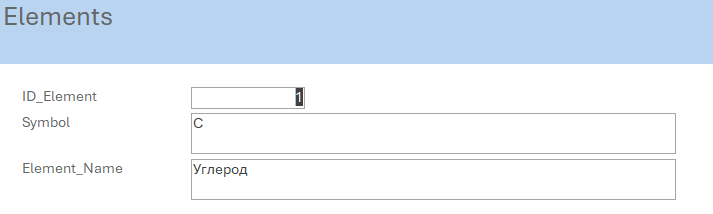 Elements
ID_Element 1
Symbol C
Element_Name Углерод